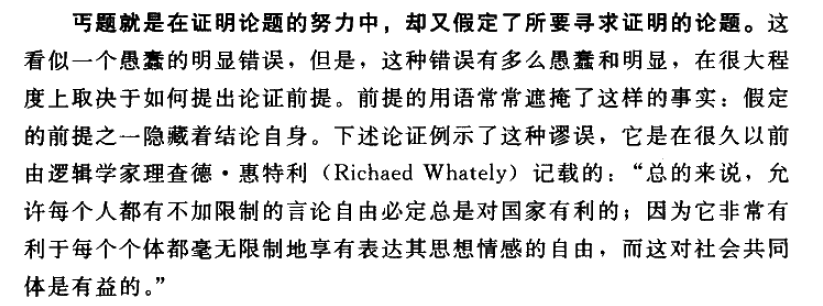 丐题就是在证明论题的努力中，却又假定了所要寻求证明的论题。这
看似一个愚蠢的明显错误，但是，这种错误有多么愚蠢和明显，在很大程
度上取决于如何提出论证前提。前提的用语常常遮掩了这样的事实：假定
的前提之一隐藏着结论自身。下述论证例示了这种谬误，它是在很久以前
由逻辑学家理查德·惠特利（Richaed Whately）记载的：“总的来说，允
许每个人都有不加限制的言论自由必定总是对国家有利的；因为它非常有
利于每个个体都毫无限制地享有表达其思想情感的自由，而这对社会共同
体是有益的。”